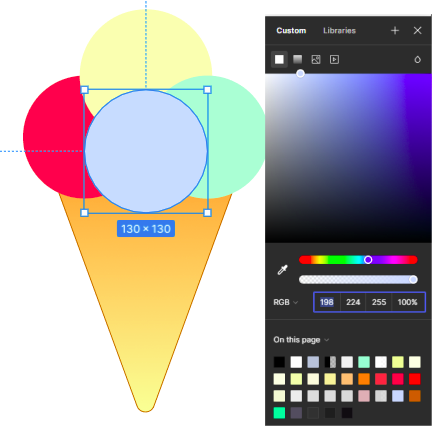 Custom Libraries
130 × 130
RGB 198 224 255 100%
On this page